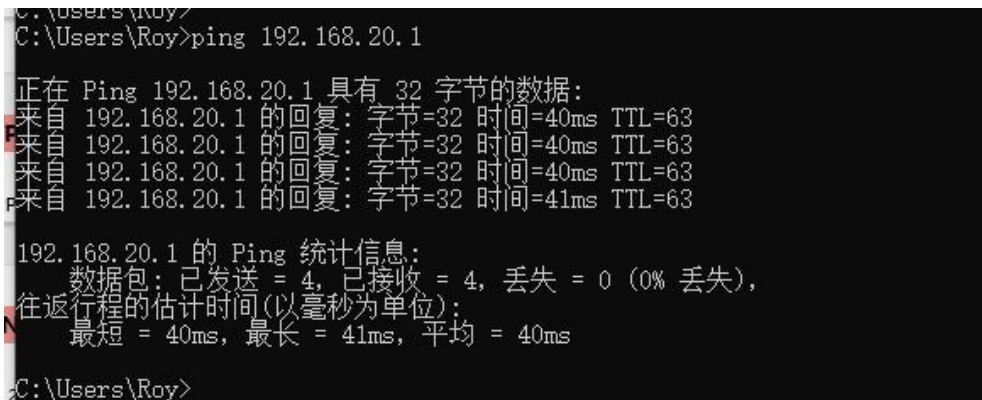 C:\Users\Roy>
C:\Users\Roy>ping 192.168.20.1
正在 Ping 192.168.20.1 具有 32 字节的数据:
来自 192.168.20.1 的回复: 字节=32 时间=40ms TTL=63
来自 192.168.20.1 的回复: 字节=32 时间=40ms TTL=63
来自 192.168.20.1 的回复: 字节=32 时间=40ms TTL=63
来自 192.168.20.1 的回复: 字节=32 时间=41ms TTL=63
192.168.20.1 的 Ping 统计信息:
数据包: 已发送 = 4, 已接收 = 4, 丢失 = 0 (0% 丢失),
往返行程的估计时间(以毫秒为单位):
最短 = 40ms, 最长 = 41ms, 平均 = 40ms
C:\Users\Roy>